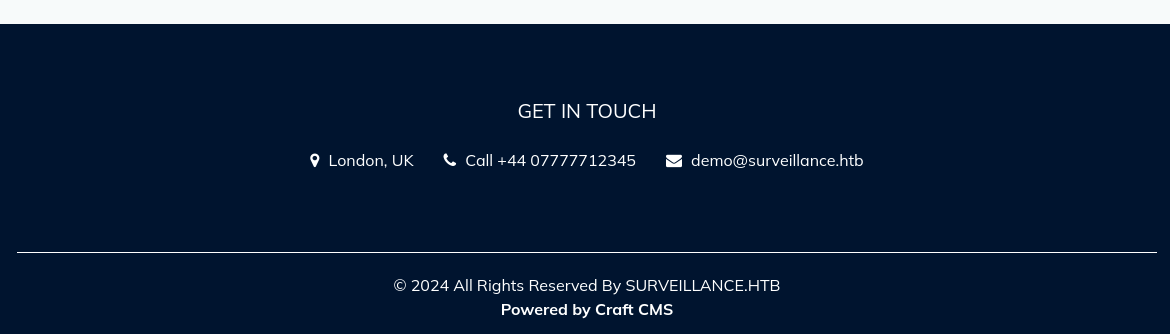 GET IN TOUCH
London, UK Call +44 07777712345 demo@surveillance.htb
© 2024 All Rights Reserved By SURVEILLANCE.HTB
Powered by Craft CMS